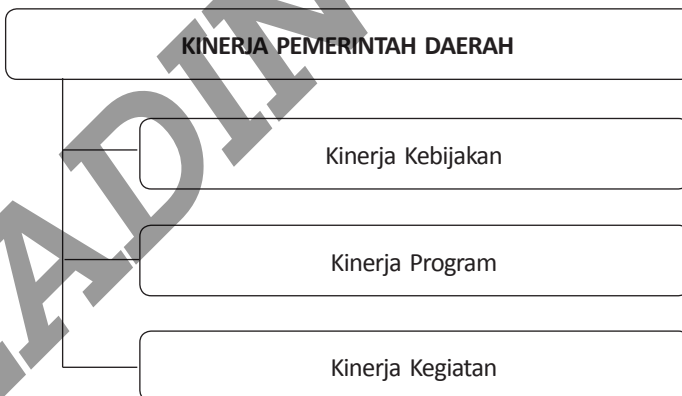 KINERJA PEMERINTAH DAERAH
Kinerja Kebijakan
Kinerja Program
Kinerja Kegiatan